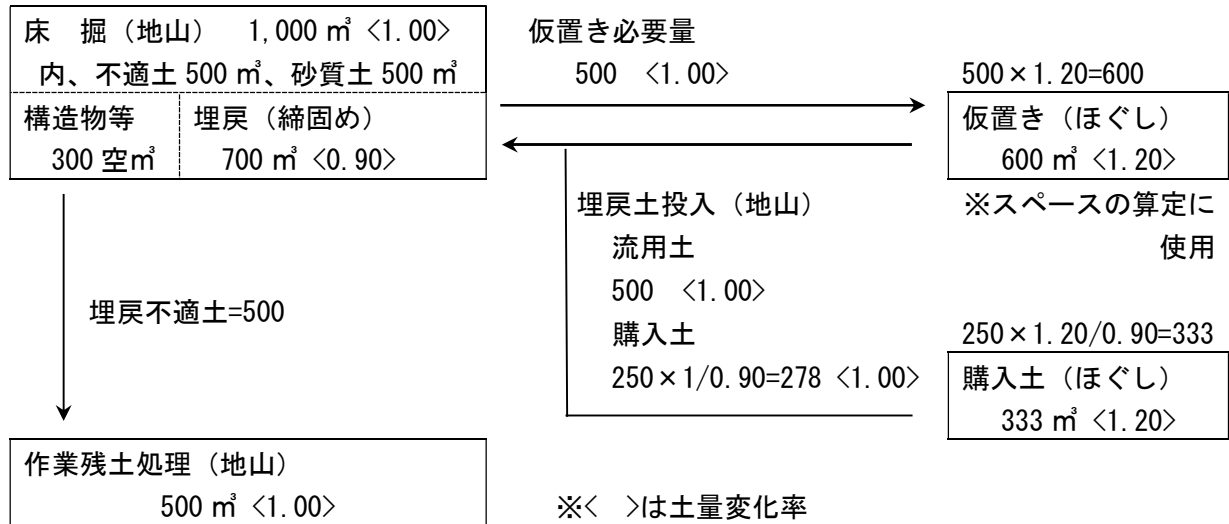 床　掘（地山）　1,000 ㎥ <1.00>
内、不適土 500 ㎥、砂質土 500 ㎥
構造物等
300 空㎥
埋戻（締固め）
700 ㎥ <0.90>
仮置き必要量
500　<1.00>
500×1.20=600
仮置き（ほぐし）
600 ㎥ <1.20>
※スペースの算定に
使用
埋戻土投入（地山）
流用土
500　<1.00>
購入土
250×1/0.90=278 <1.00>
250×1.20/0.90=333
購入土（ほぐし）
333 ㎥ <1.20>
埋戻不適土=500
作業残土処理（地山）
500 ㎥ <1.00>
※<　>は土量変化率